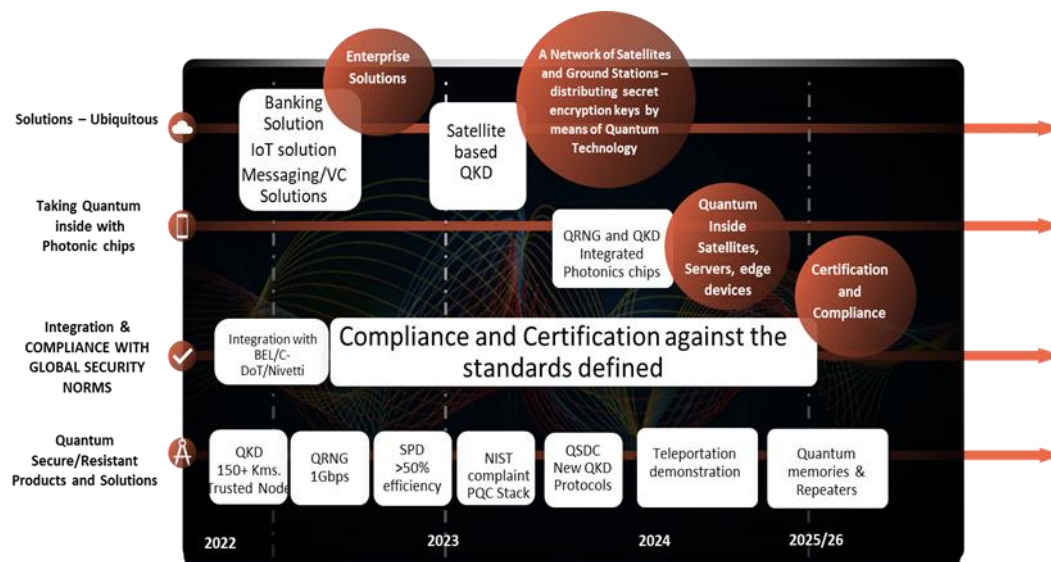 Enterprise
Solutions
A Network of Satellites
and Ground Stations –
distributing secret
encryption keys by
means of Quantum
Technology
Solutions – Ubiquitous
Banking
Solution
IoT solution
Messaging/VC
Solutions
Satellite
based
QKD
Taking Quantum
inside with
Photonic chips
QRNG and QKD
Integrated
Photonics chips
Quantum
Inside
Satellites,
Servers, edge
devices
Certification
and
Compliance
Integration &
COMPLIANCE WITH
GLOBAL SECURITY
NORMS
Integration with
BEL/C-
DoT/Nivetti
Compliance and Certification against the
standards defined
Quantum
Secure/Resistant
Products and Solutions
QKD
150+ Kms.
Trusted Node
QRNG
1Gbps
SPD
>50%
efficiency
NIST
complaint
PQC Stack
QSDC
New QKD
Protocols
Teleportation
demonstration
Quantum
memories &
Repeaters
2022
2023
2024
2025/26